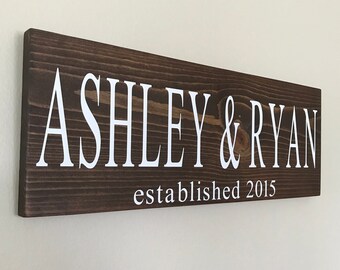 ASHLEY & RYAN
established 2015